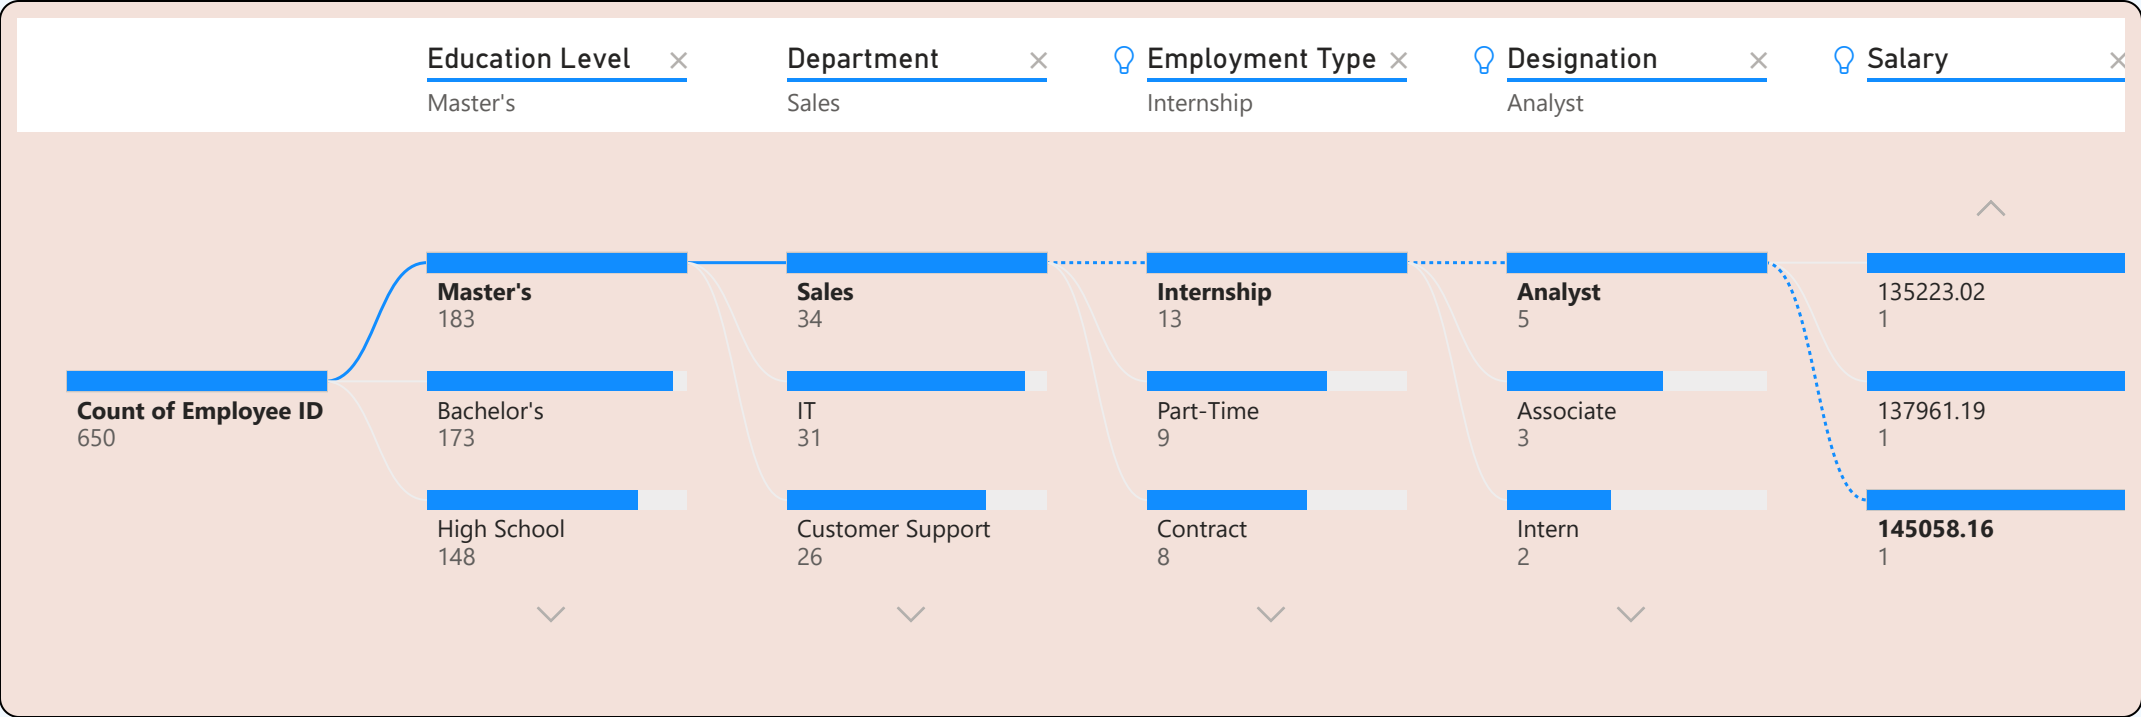 Education Level
Department
Employment Type
Designation
Salary
Master's
Sales
Internship
Analyst
Count of Employee ID
650
Master's
183
Bachelor's
173
High School
148
Sales
34
IT
31
Customer Support
26
Internship
13
Part-Time
9
Contract
8
Analyst
5
Associate
3
Intern
2
135223.02
1
137961.19
1
145058.16
1